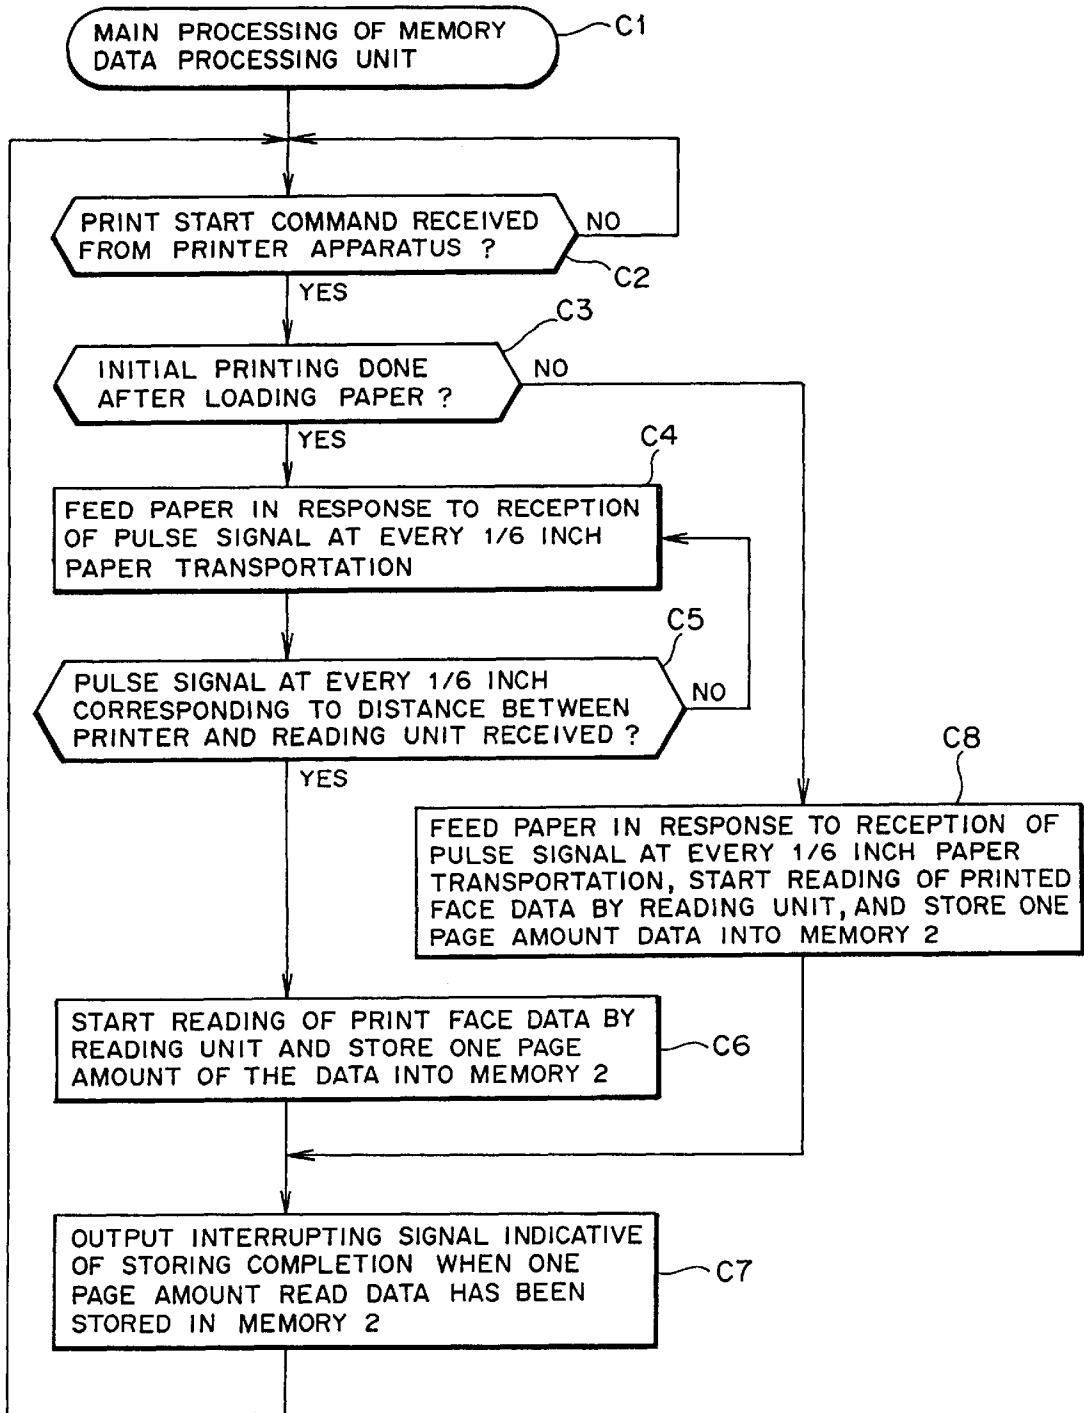 MAIN PROCESSING OF MEMORY
DATA PROCESSING UNIT
C1
PRINT START COMMAND RECEIVED
FROM PRINTER APPARATUS ?
NO
C2
YES
C3
INITIAL PRINTING DONE
AFTER LOADING PAPER ?
NO
YES
C4
FEED PAPER IN RESPONSE TO RECEPTION
OF PULSE SIGNAL AT EVERY 1/6 INCH
PAPER TRANSPORTATION
C5
PULSE SIGNAL AT EVERY 1/6 INCH
CORRESPONDING TO DISTANCE BETWEEN
PRINTER AND READING UNIT RECEIVED ?
NO
YES
C8
FEED PAPER IN RESPONSE TO RECEPTION OF
PULSE SIGNAL AT EVERY 1/6 INCH PAPER
TRANSPORTATION, START READING OF PRINTED
FACE DATA BY READING UNIT, AND STORE ONE
PAGE AMOUNT DATA INTO MEMORY 2
START READING OF PRINT FACE DATA BY
READING UNIT AND STORE ONE PAGE
AMOUNT OF THE DATA INTO MEMORY 2
C6
OUTPUT INTERRUPTING SIGNAL INDICATIVE
OF STORING COMPLETION WHEN ONE
PAGE AMOUNT READ DATA HAS BEEN
STORED IN MEMORY 2
C7